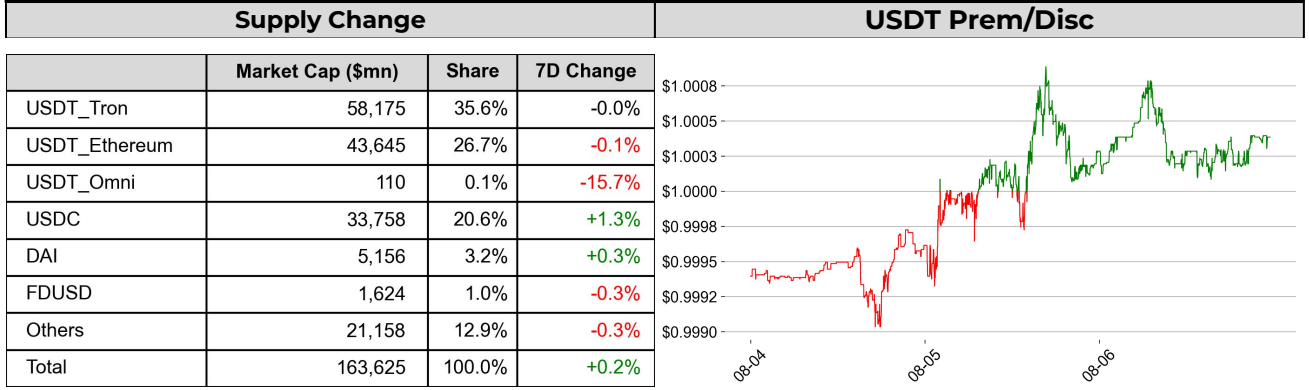 Supply Change
Market Cap ($mn) Share 7D Change
USDT_Tron 58,175 35.6% -0.0%
USDT_Ethereum 43,645 26.7% -0.1%
USDT_Omni 110 0.1% -15.7%
USDC 33,758 20.6% +1.3%
DAI 5,156 3.2% +0.3%
FDUSD 1,624 1.0% -0.3%
Others 21,158 12.9% -0.3%
Total 163,625 100.0% +0.2%
USDT Prem/Disc
$1.0008
$1.0005
$1.0003
$1.0000
$0.9998
$0.9995
$0.9992
$0.9990
08-04 08-05 08-06